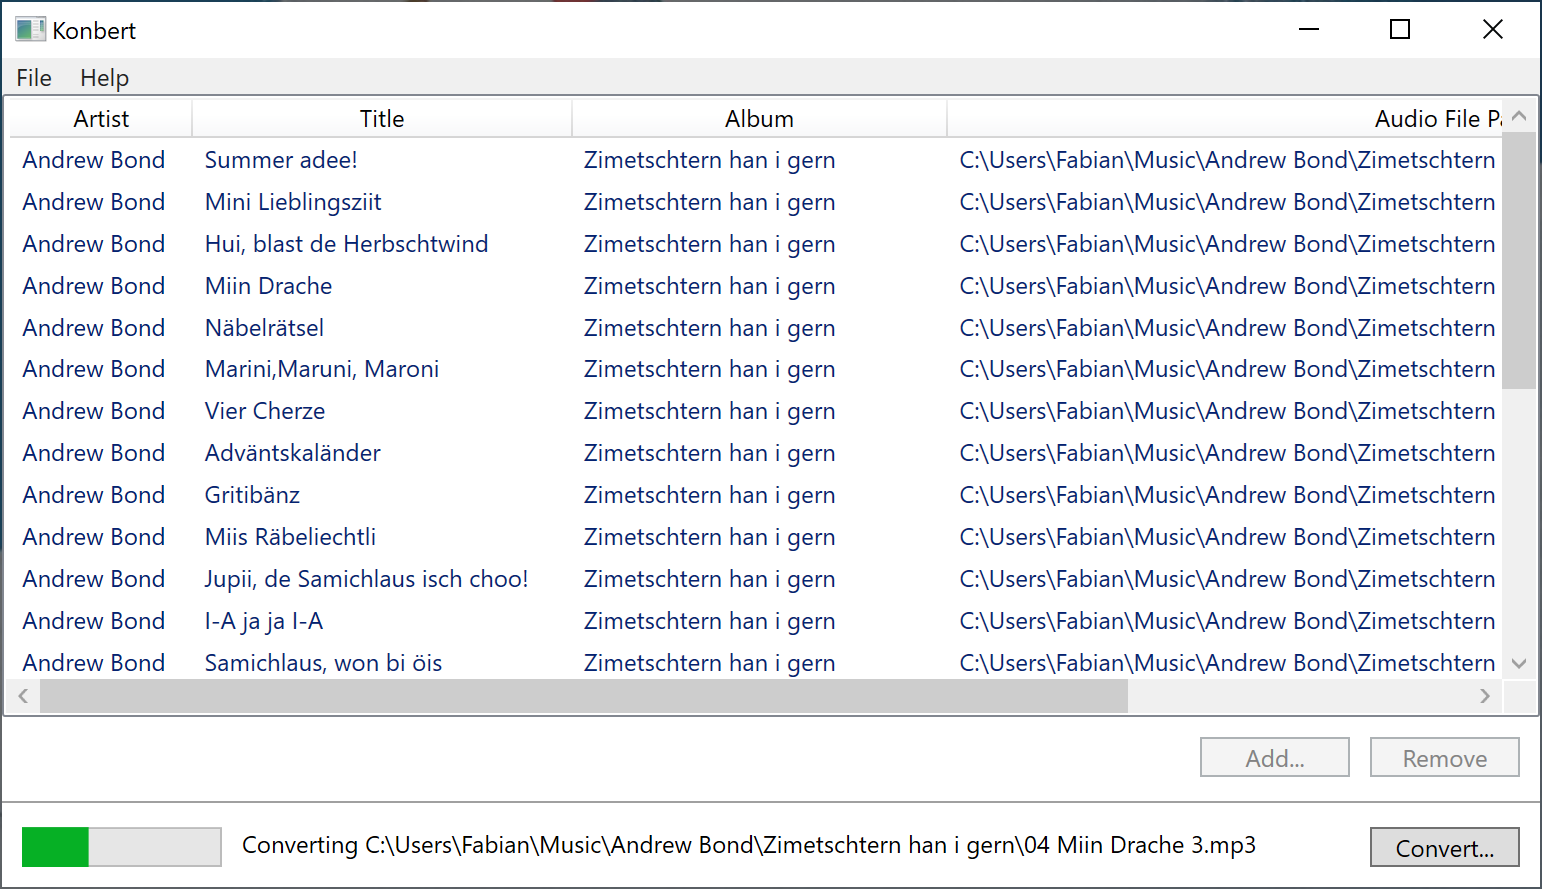 Konbert
File Help
Artist Title Album Audio File Pa
Andrew Bond Summer adee! Zimetschtern han i gern C:\Users\Fabian\Music\Andrew Bond\Zimetschtern
Andrew Bond Mini Lieblingsziit Zimetschtern han i gern C:\Users\Fabian\Music\Andrew Bond\Zimetschtern
Andrew Bond Hui, blast de Herbschtwind Zimetschtern han i gern C:\Users\Fabian\Music\Andrew Bond\Zimetschtern
Andrew Bond Miin Drache Zimetschtern han i gern C:\Users\Fabian\Music\Andrew Bond\Zimetschtern
Andrew Bond Näbelrätsel Zimetschtern han i gern C:\Users\Fabian\Music\Andrew Bond\Zimetschtern
Andrew Bond Marini,Maruni, Maroni Zimetschtern han i gern C:\Users\Fabian\Music\Andrew Bond\Zimetschtern
Andrew Bond Vier Cherze Zimetschtern han i gern C:\Users\Fabian\Music\Andrew Bond\Zimetschtern
Andrew Bond Adväntskaländer Zimetschtern han i gern C:\Users\Fabian\Music\Andrew Bond\Zimetschtern
Andrew Bond Gritibänz Zimetschtern han i gern C:\Users\Fabian\Music\Andrew Bond\Zimetschtern
Andrew Bond Miis Räbeliechtli Zimetschtern han i gern C:\Users\Fabian\Music\Andrew Bond\Zimetschtern
Andrew Bond Jupii, de Samichlaus isch choo! Zimetschtern han i gern C:\Users\Fabian\Music\Andrew Bond\Zimetschtern
Andrew Bond I-A ja ja I-A Zimetschtern han i gern C:\Users\Fabian\Music\Andrew Bond\Zimetschtern
Andrew Bond Samichlaus, won bi öis Zimetschtern han i gern C:\Users\Fabian\Music\Andrew Bond\Zimetschtern
Add... Remove
Converting C:\Users\Fabian\Music\Andrew Bond\Zimetschtern han i gern\04 Miin Drache 3.mp3 Convert...